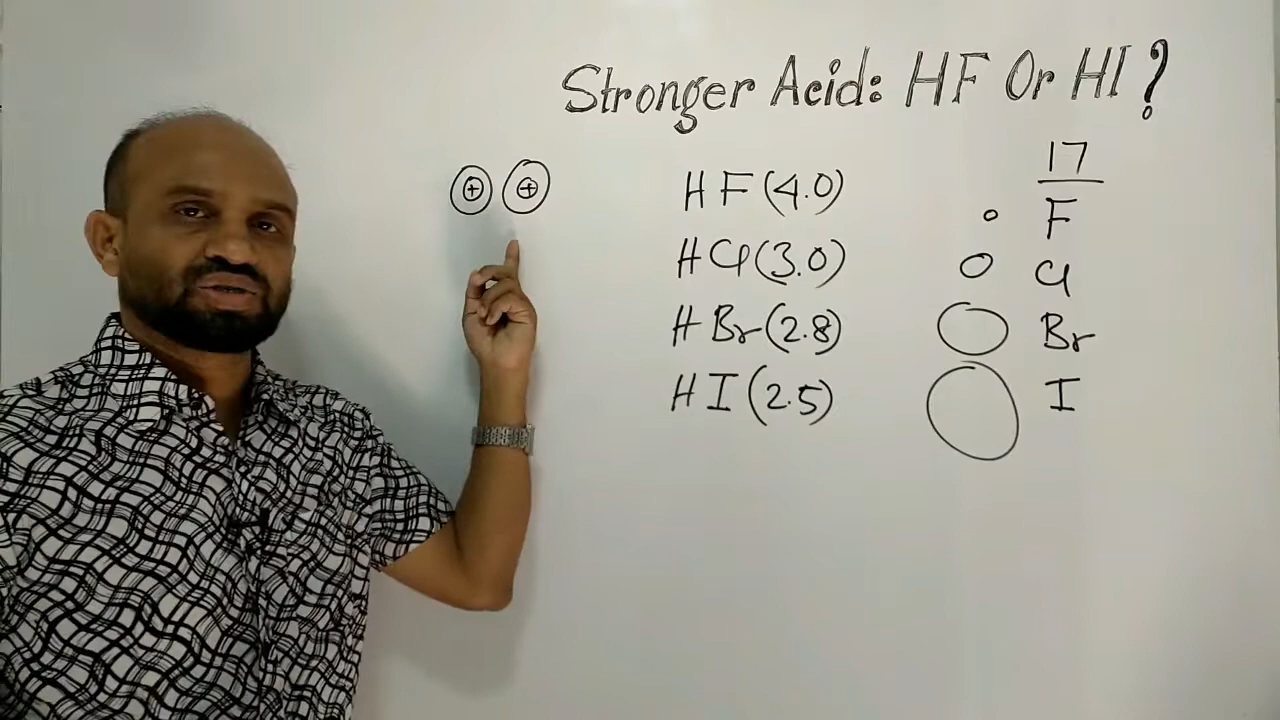 Stronger Acid: HF Or HI?
17
HF(4.0)
F
HCl(3.0)
Cl
HBr(2.8)
Br
HI(2.5)
I
+ +